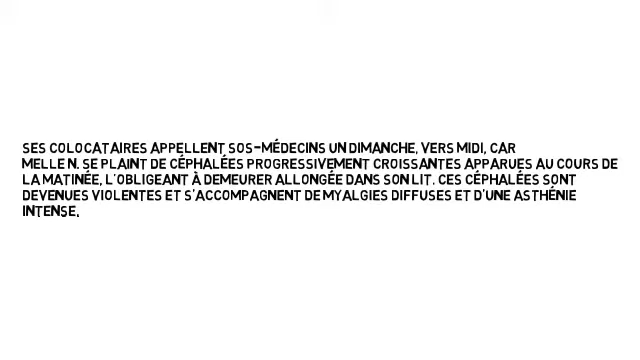 SES COLOCATAIRES APPELLENT SOS-MÉDECINS UN DIMANCHE, VERS MIDI, CAR
MELLE N. SE PLAINT DE CÉPHALÉES PROGRESSIVEMENT CROISSANTES APPARUES AU COURS DE
LA MATINÉE, L'OBLIGEANT À DEMEURER ALLONGÉE DANS SON LIT. CES CÉPHALÉES SONT
DEVENUES VIOLENTES ET S'ACCOMPAGNENT DE MYALGIES DIFFUSES ET D'UNE ASTHÉNIE
INTENSE.